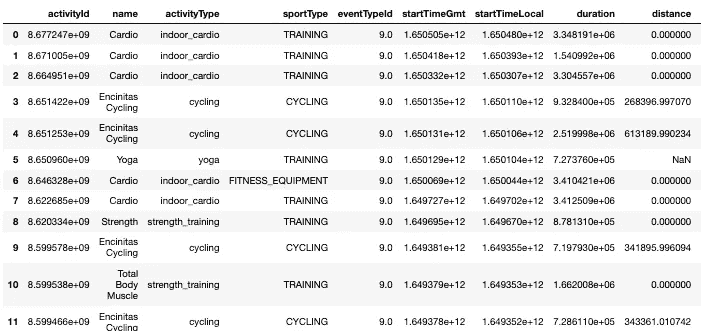 activityId name activityType sportType eventTypeId startTimeGmt startTimeLocal duration distance
0 8.677247e+09 Cardio indoor_cardio TRAINING 9.0 1.650505e+12 1.650480e+12 3.348191e+06 0.000000
1 8.671005e+09 Cardio indoor_cardio TRAINING 9.0 1.650418e+12 1.650393e+12 1.540992e+06 0.000000
2 8.664951e+09 Cardio indoor_cardio TRAINING 9.0 1.650332e+12 1.650307e+12 3.304557e+06 0.000000
3 8.651422e+09 Encinitas Cycling cycling CYCLING 9.0 1.650135e+12 1.650110e+12 9.328400e+05 268396.997070
4 8.651253e+09 Encinitas Cycling cycling CYCLING 9.0 1.650131e+12 1.650106e+12 2.519998e+06 613189.990234
5 8.650960e+09 Yoga yoga TRAINING 9.0 1.650129e+12 1.650104e+12 7.273760e+05 NaN
6 8.646328e+09 Cardio indoor_cardio FITNESS_EQUIPMENT 9.0 1.650069e+12 1.650044e+12 3.410421e+06 0.000000
7 8.622685e+09 Cardio indoor_cardio TRAINING 9.0 1.649727e+12 1.649702e+12 3.412509e+06 0.000000
8 8.620334e+09 Strength strength_training TRAINING 9.0 1.649695e+12 1.649670e+12 8.781310e+05 0.000000
9 8.599578e+09 Encinitas Cycling cycling CYCLING 9.0 1.649381e+12 1.649355e+12 7.197930e+05 341895.996094
10 8.599538e+09 Total Body Muscle strength_training TRAINING 9.0 1.649379e+12 1.649353e+12 1.662008e+06 0.000000
11 8.599466e+09 Encinitas Cycling cycling CYCLING 9.0 1.649378e+12 1.649352e+12 7.286110e+05 343361.010742